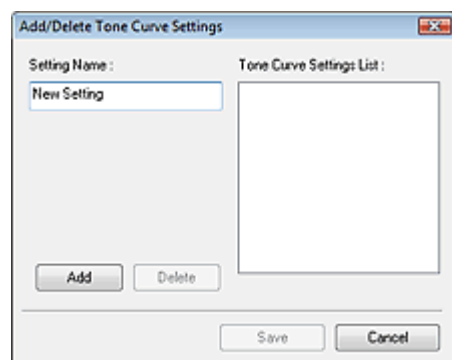 Add/Delete Tone Curve Settings
Setting Name :
Tone Curve Settings List :
New Setting
Add
Delete
Save
Cancel